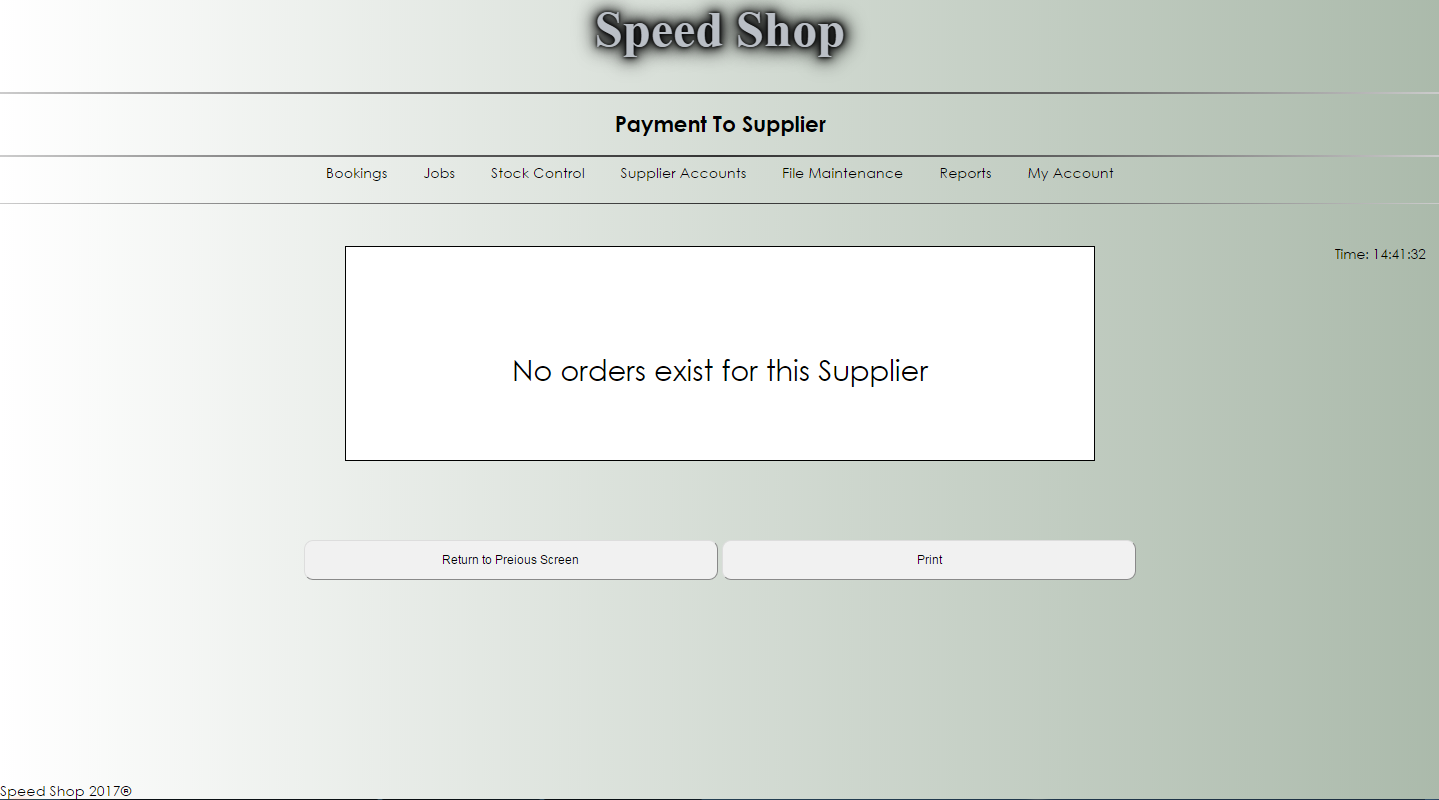 Speed Shop
Payment To Supplier
Bookings Jobs Stock Control Supplier Accounts File Maintenance Reports My Account
Time: 14:41:32
No orders exist for this Supplier
Return to Preious Screen Print
Speed Shop 2017®